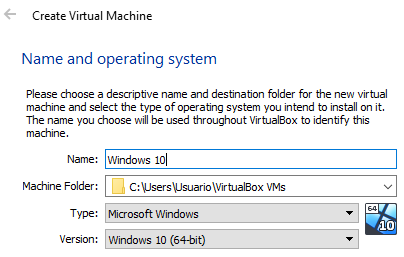 Create Virtual Machine
Name and operating system
Please choose a descriptive name and destination folder for the new virtual
machine and select the type of operating system you intend to install on it.
The name you choose will be used throughout VirtualBox to identify this
machine.
Name: Windows 10
Machine Folder: C:\Users\Usuario\VirtualBox VMs
Type: Microsoft Windows
64
Version: Windows 10 (64-bit)
10